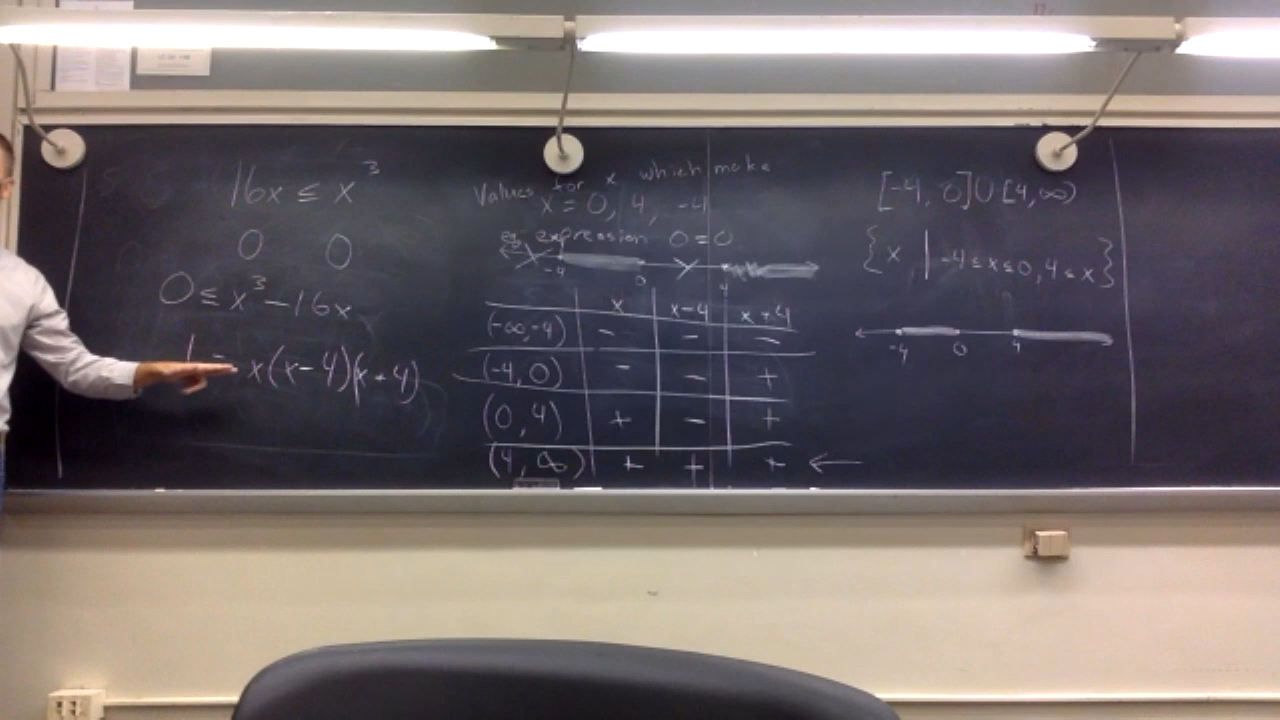 16x ≤ x³
0 0
0 ≤ x³ - 16x
x(x-4)(x+4)
Values for x which make
x = 0, 4, -4
expression 0 = 0
-4 0 4
x x-4 x+4
(-∞,-4) - - -
(-4, 0) - - +
(0, 4) + - +
(4, ∞) + + + ←
[-4, 0]∪[4,∞)
{x | -4≤x≤0, 4≤x}
-4 0 4